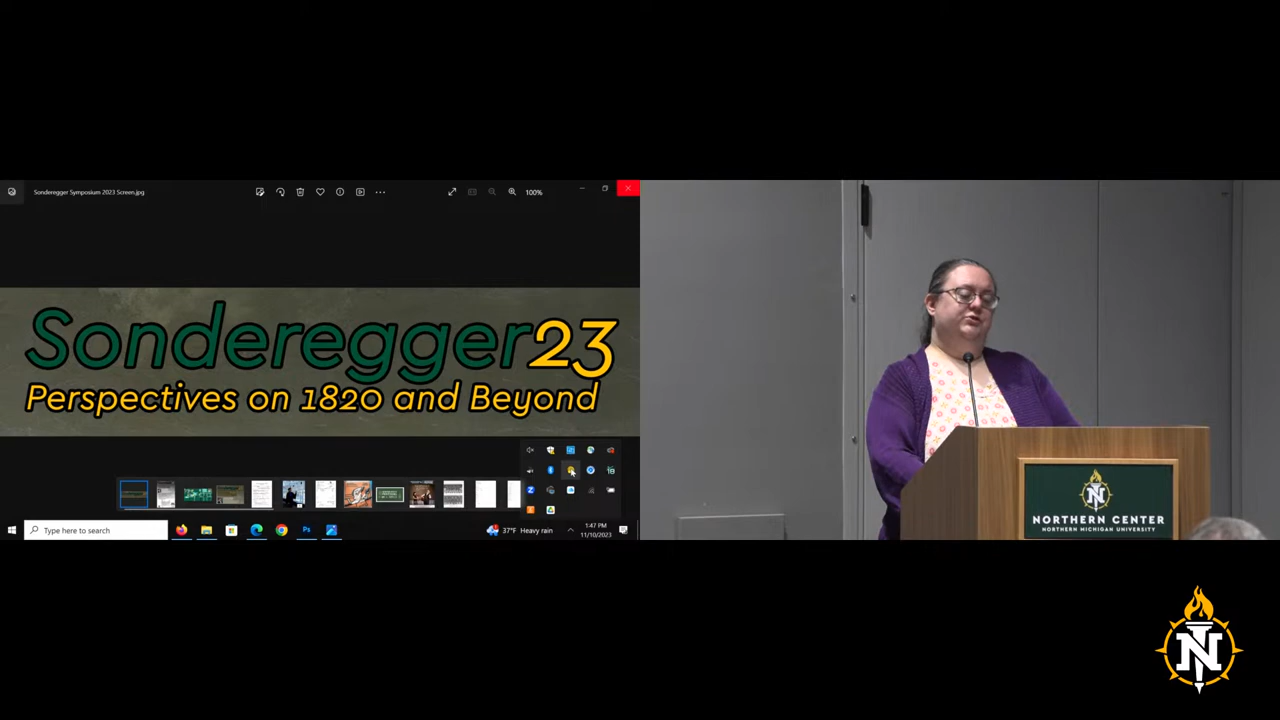 Sonderegger Symposium 2023 Screen.jpg
100%
Sonderegger23
Perspectives on 1820 and Beyond
Type here to search
Ps
37°F Heavy rain
1:47 PM
11/10/2023
N
NORTHERN CENTER
NORTHERN MICHIGAN UNIVERSITY
N